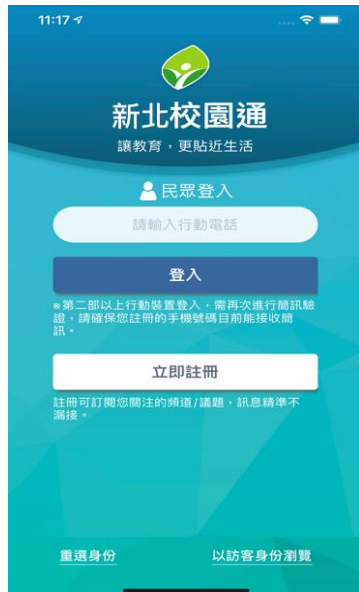 11:17
新北校園通
讓教育，更貼近生活
民眾登入
請輸入行動電話
登入
※第二部以上行動裝置登入，需再次進行簡訊驗
證，請確保您註冊的手機號碼目前能接收簡
訊。
立即註冊
註冊可訂閱您關注的頻道/議題，訊息精準不
漏接。
重選身份
以訪客身份瀏覽